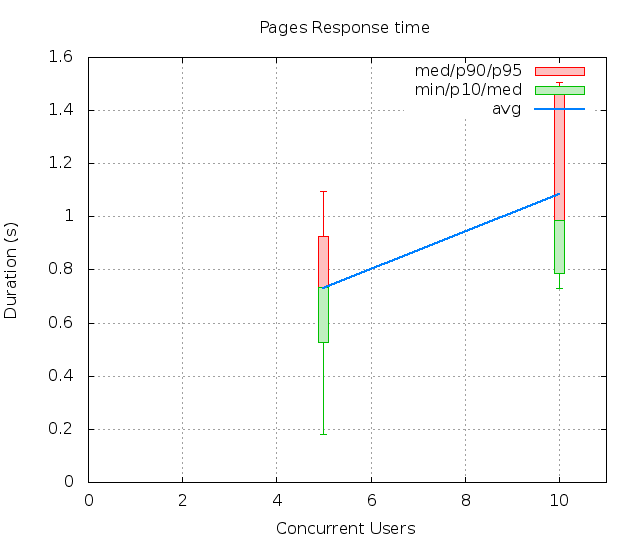 Pages Response time
1.6
1.4
1.2
1
0.8
0.6
0.4
0.2
0
Duration (s)
med/p90/p95
min/p10/med
avg
0 2 4 6 8 10
Concurrent Users